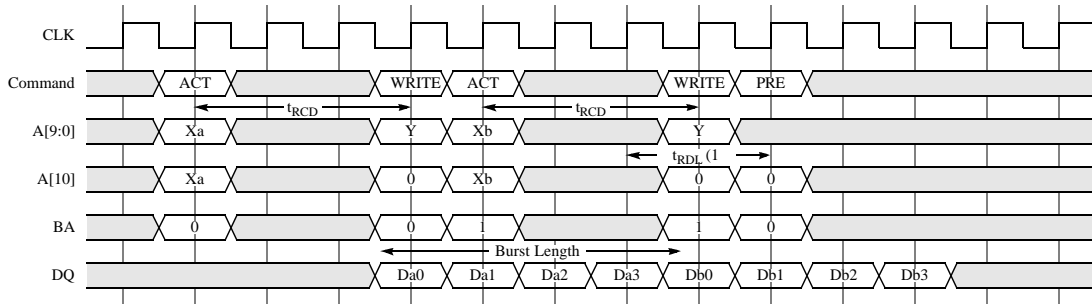 CLK
Command ACT WRITE ACT WRITE PRE
tRCD tRCD
A[9:0] Xa Y Xb Y
tRDL (1
A[10] Xa 0 Xb 0 0
BA 0 0 1 1 0
Burst Length
DQ Da0 Da1 Da2 Da3 Db0 Db1 Db2 Db3